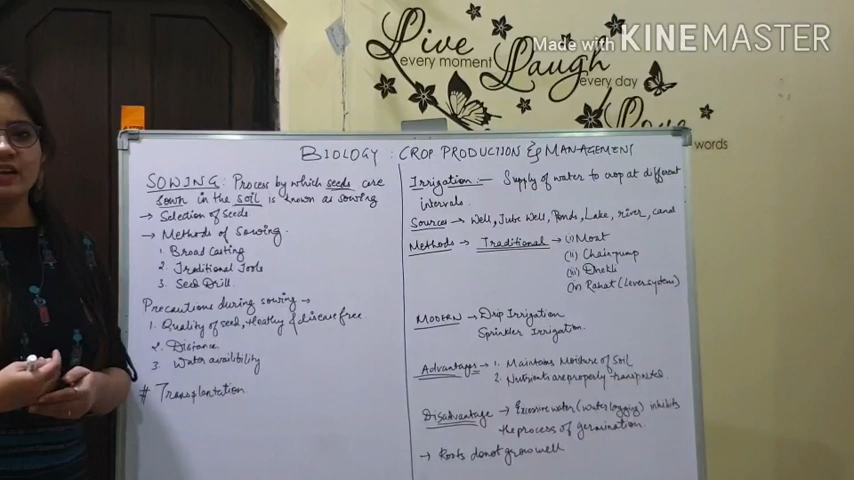 Made with KINEMASTER
Live
every moment
Laugh
every day
Love
words
BIOLOGY : CROP PRODUCTION & MANAGEMENT
SOWING : Process by which seeds are
sown in the soil is known as sowing
→ Selection of seeds
→ Methods of Sowing.
1. Broad Casting
2. Traditional Tools
3. Seed Drill.
Precautions during sowing →
1. Quality of seed, Healthy & disease free.
2. Distance
3. Water availibility
# Transplantation
Irrigation :— Supply of water to crop at different
intervals.
Sources → Well, Tube Well, Ponds, Lake, river, canal
Methods → Traditional → (i) Moat
(ii) Chain-pump
(iii) Dhekli
(iv) Rahat (Lever system)
MODERN → Drip Irrigation
Sprinkler Irrigation.
Advantages → 1. Maintains Moisture of Soil
2. Nutrients are properly transported.
Disadvantage → Excessive water (water logging) inhibits
the process of germination.
→ Roots donot grow well